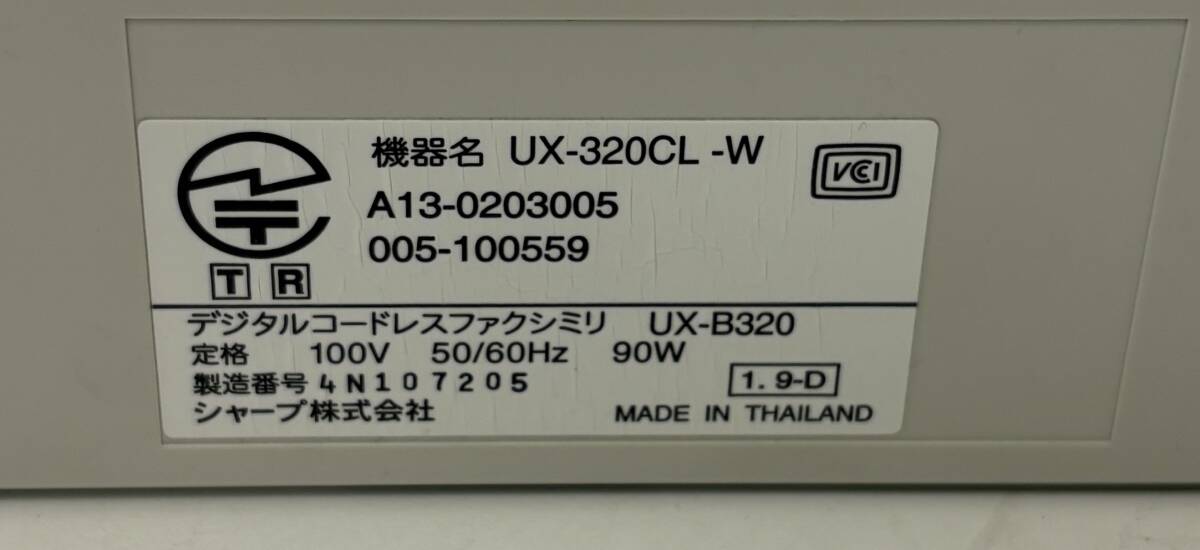 機器名 UX-320CL -W
VCCI
A13-0203005
005-100559
T R
デジタルコードレスファクシミリ UX-B320
定格 100V 50/60Hz 90W
製造番号 4N107205
1.9-D
シャープ株式会社 MADE IN THAILAND